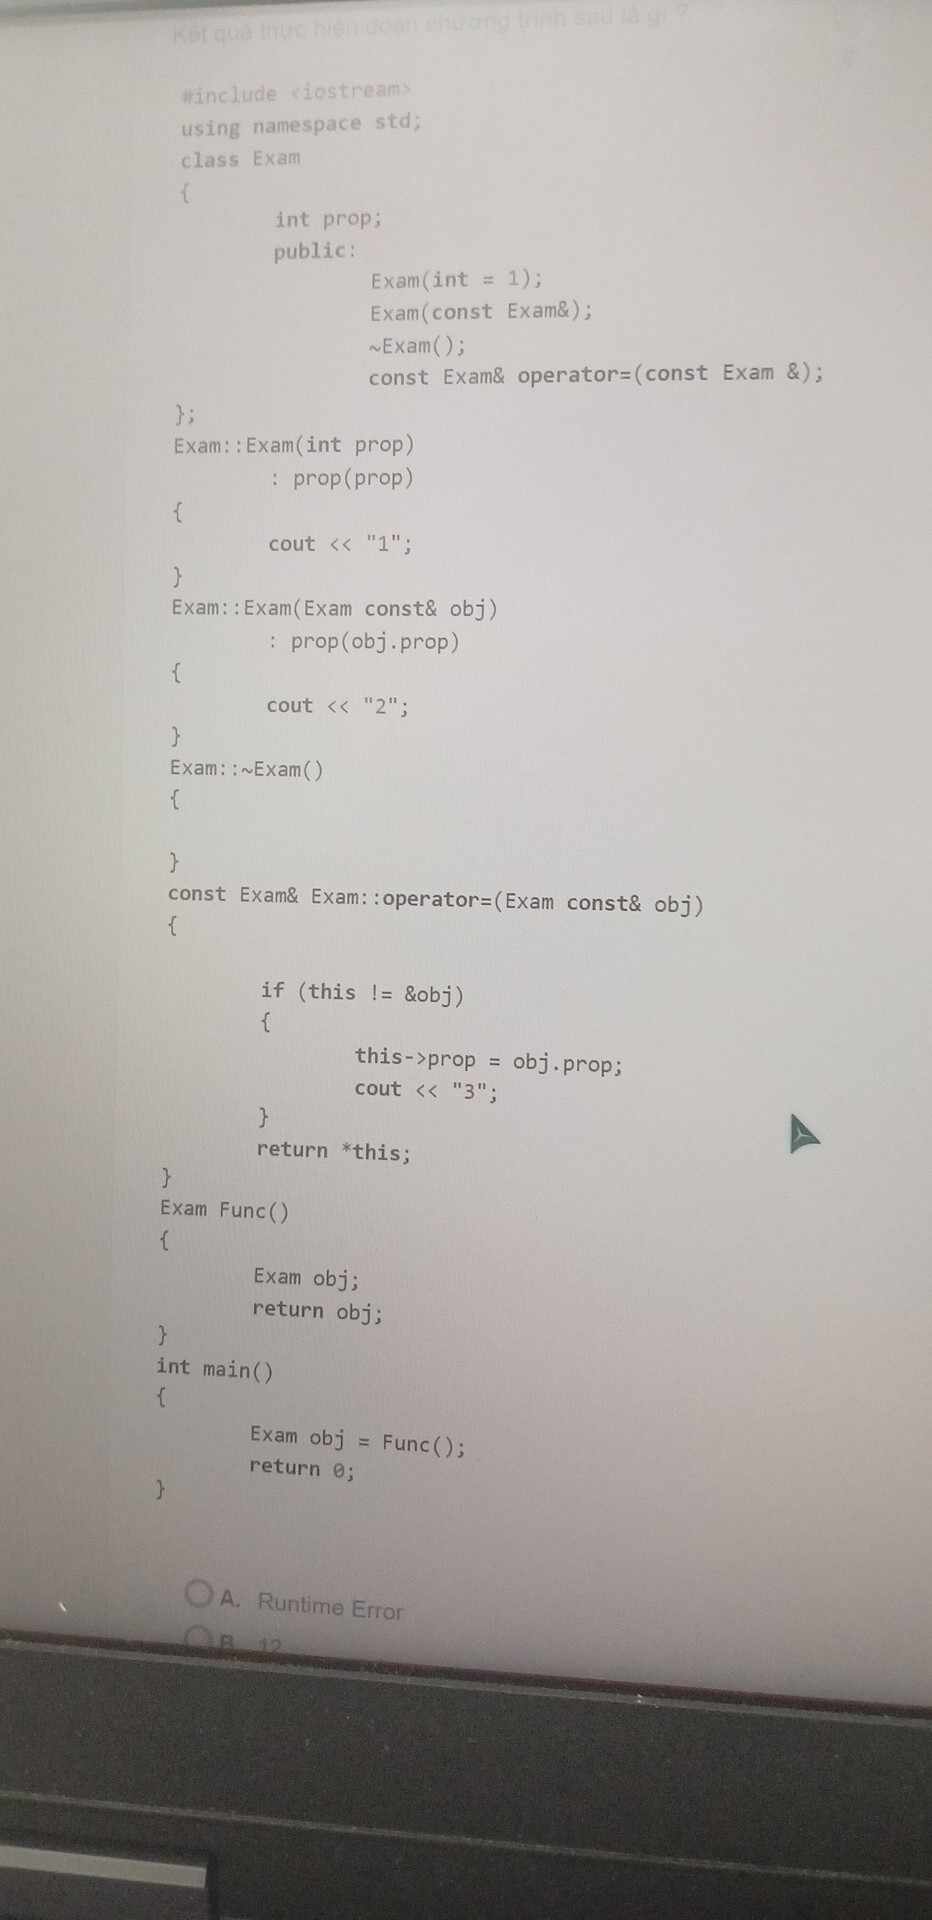 Kết quả thực hiện đoạn chương trình sau là gì ?
#include <iostream>
using namespace std;
class Exam
{
int prop;
public:
Exam(int = 1);
Exam(const Exam&);
~Exam();
const Exam& operator=(const Exam &);
};
Exam::Exam(int prop)
: prop(prop)
{
cout << "1";
}
Exam::Exam(Exam const& obj)
: prop(obj.prop)
{
cout << "2";
}
Exam::~Exam()
{
}
const Exam& Exam::operator=(Exam const& obj)
{
if (this != &obj)
{
this->prop = obj.prop;
cout << "3";
}
return *this;
}
Exam Func()
{
Exam obj;
return obj;
}
int main()
{
Exam obj = Func();
return 0;
}
A. Runtime Error
B. 12